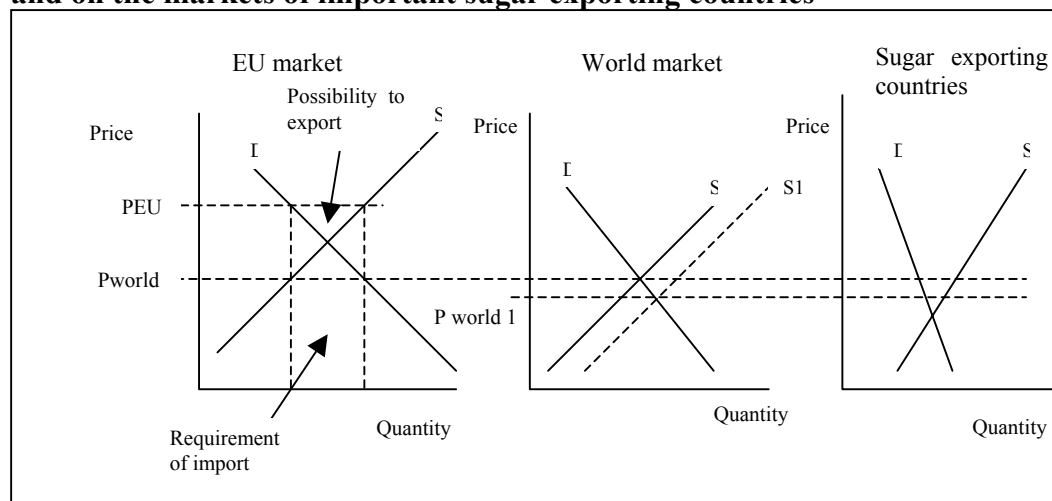 and on the markets of important sugar exporting countries
EU market
Possibility to
export
Price
D
S
PEU
Pworld
Requirement
of import
Quantity
World market
Price
D
S
S1
P world 1
Quantity
Sugar exporting
countries
Price
D
S
Quantity